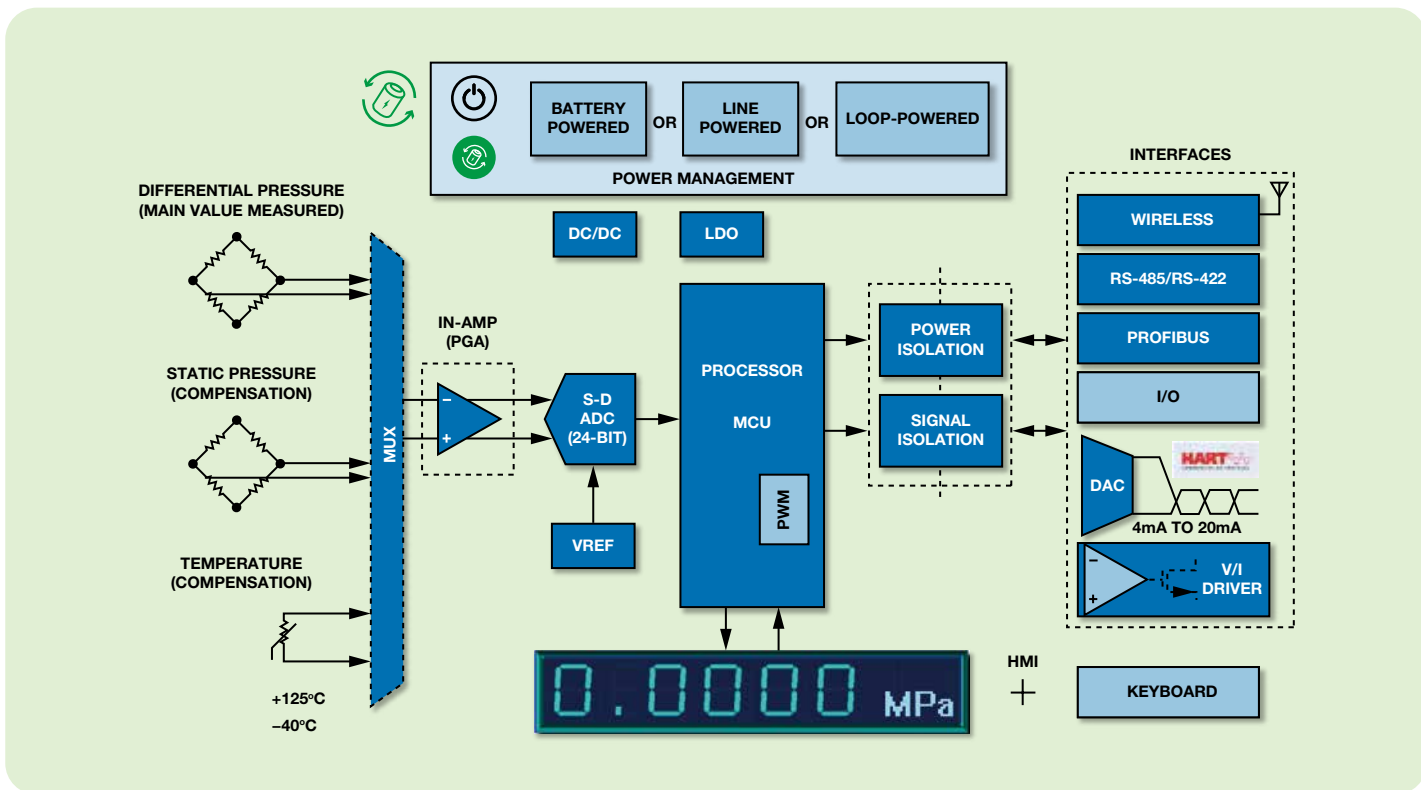 BATTERY
POWERED
OR
LINE
POWERED
OR
LOOP-POWERED
POWER MANAGEMENT
DC/DC
LDO
DIFFERENTIAL PRESSURE
(MAIN VALUE MEASURED)
STATIC PRESSURE
(COMPENSATION)
TEMPERATURE
(COMPENSATION)
+125°C
−40°C
MUX
IN-AMP
(PGA)
−
+
S-D
ADC
(24-BIT)
VREF
PROCESSOR
MCU
PWM
POWER
ISOLATION
SIGNAL
ISOLATION
INTERFACES
WIRELESS
RS-485/RS-422
PROFIBUS
I/O
HART
DAC
4mA TO 20mA
−
+
V/I
DRIVER
0.0000 MPa
HMI
+
KEYBOARD